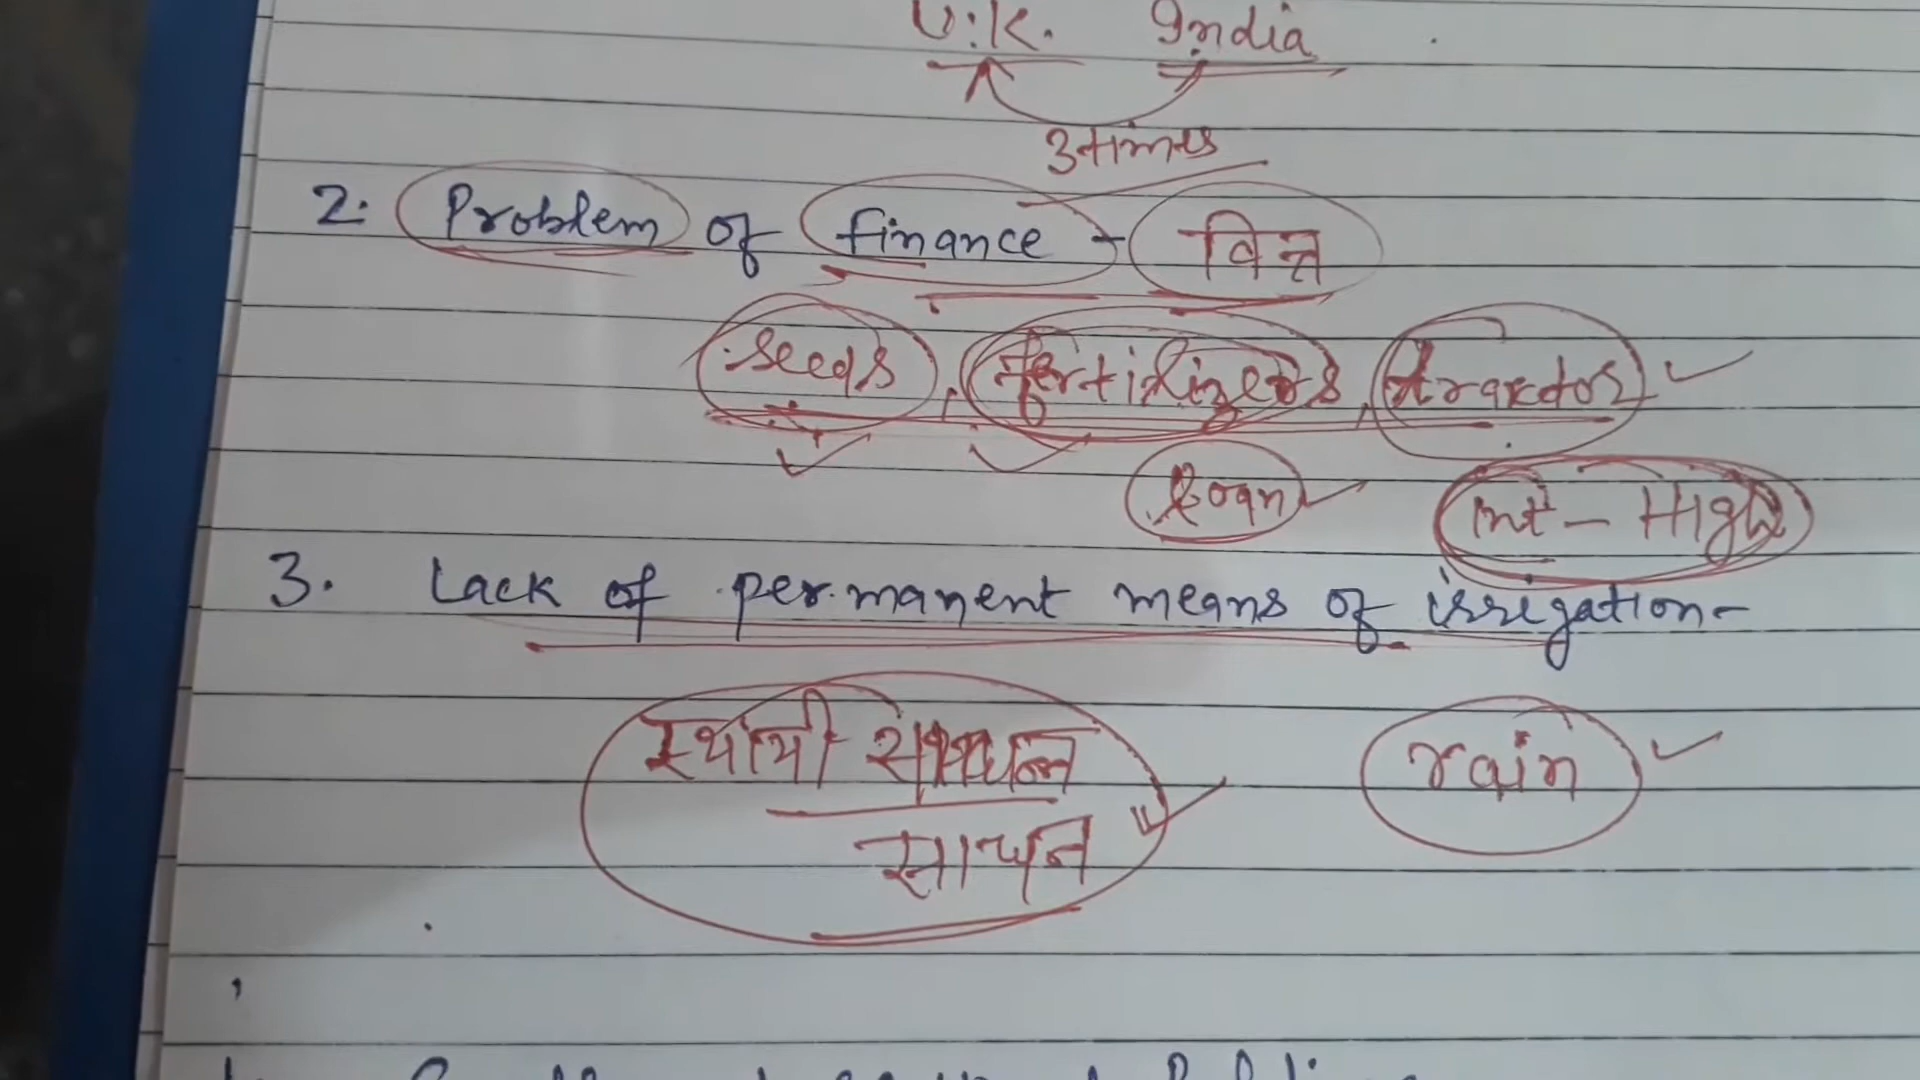 U.K. India
3 times
2. Problem of finance - वित्त
seeds, fertilizers, tractor
Loan Int - High
3. Lack of permanent means of irrigation-
स्थायी rain
साधन